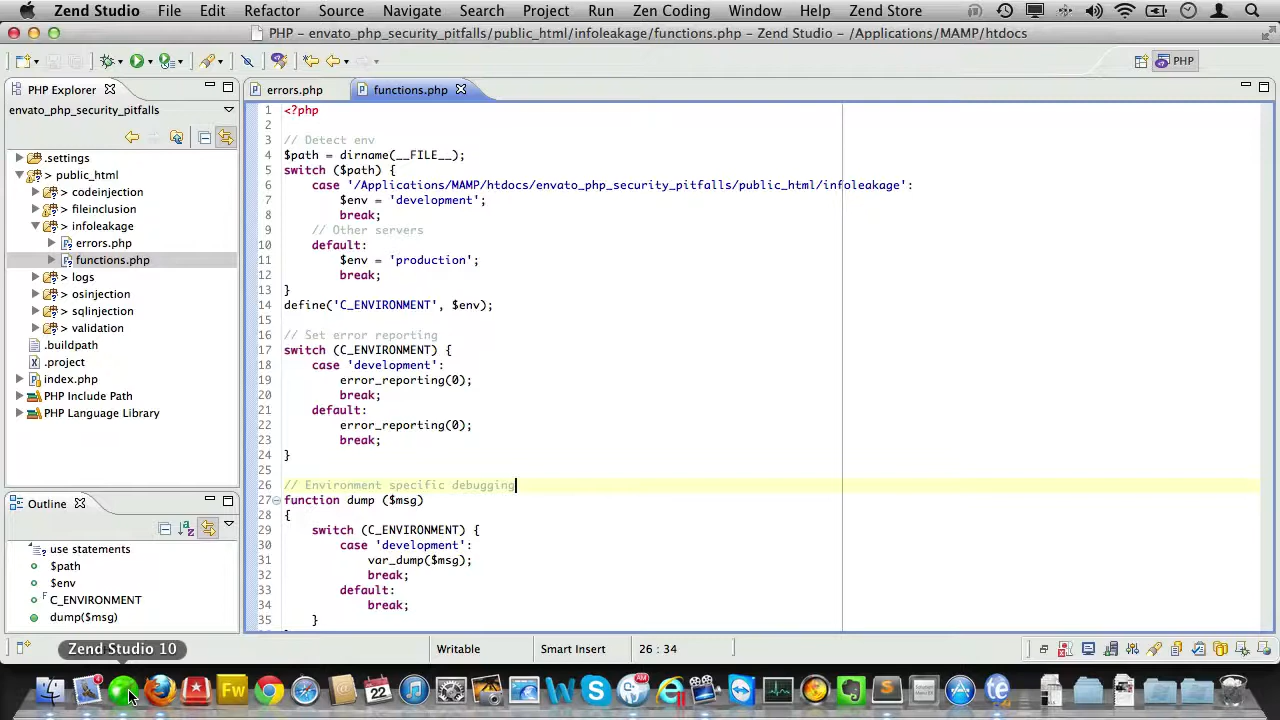 Zend Studio File Edit Refactor Source Navigate Search Project Run Zen Coding Window Help Zend Store
PHP – envato_php_security_pitfalls/public_html/infoleakage/functions.php – Zend Studio – /Applications/MAMP/htdocs
PHP
PHP Explorer
envato_php_security_pitfalls
.settings
> public_html
> codeinjection
> fileinclusion
> infoleakage
> errors.php
> functions.php
> logs
> osinjection
> sqlinjection
> validation
.buildpath
.project
index.php
PHP Include Path
PHP Language Library
Outline
use statements
$path
$env
F C_ENVIRONMENT
dump($msg)
errors.php functions.php
1 <?php
2
3 // Detect env
4 $path = dirname(__FILE__);
5 switch ($path) {
6 case '/Applications/MAMP/htdocs/envato_php_security_pitfalls/public_html/infoleakage':
7 $env = 'development';
8 break;
9 // Other servers
10 default:
11 $env = 'production';
12 break;
13 }
14 define('C_ENVIRONMENT', $env);
15
16 // Set error reporting
17 switch (C_ENVIRONMENT) {
18 case 'development':
19 error_reporting(0);
20 break;
21 default:
22 error_reporting(0);
23 break;
24 }
25
26 // Environment specific debugging
27 function dump ($msg)
28 {
29 switch (C_ENVIRONMENT) {
30 case 'development':
31 var_dump($msg);
32 break;
33 default:
34 break;
35 }
Zend Studio 10
Writable Smart Insert 26 : 34
Fw
22